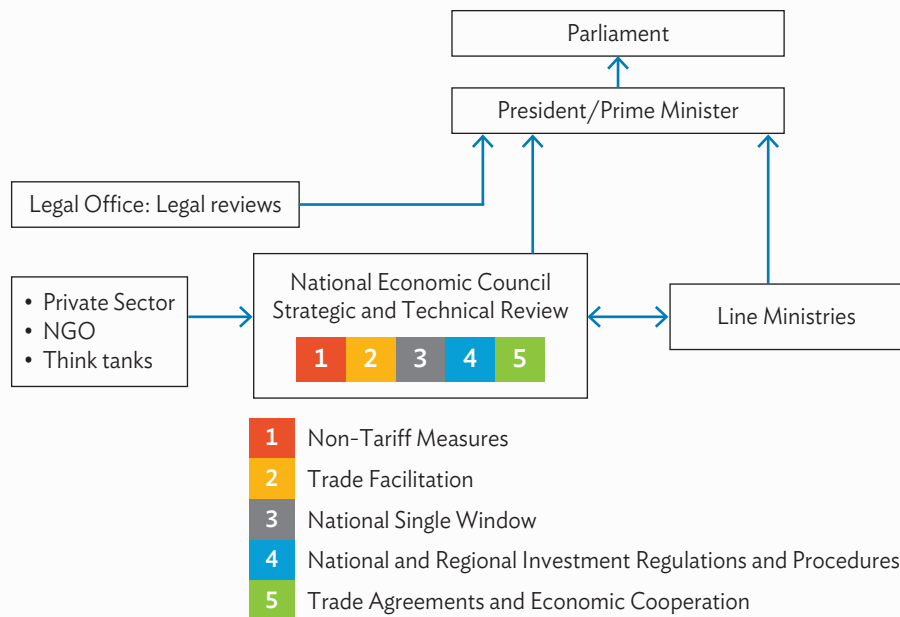 Parliament
President/Prime Minister
Legal Office: Legal reviews
• Private Sector
• NGO
• Think tanks
National Economic Council
Strategic and Technical Review
1 2 3 4 5
Line Ministries
1 Non-Tariff Measures
2 Trade Facilitation
3 National Single Window
4 National and Regional Investment Regulations and Procedures
5 Trade Agreements and Economic Cooperation